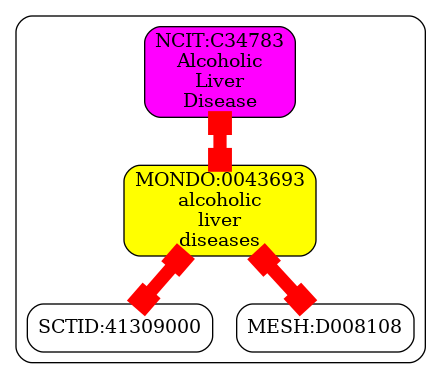 NCIT:C34783
Alcoholic
Liver
Disease
MONDO:0043693
alcoholic
liver
diseases
SCTID:41309000
MESH:D008108